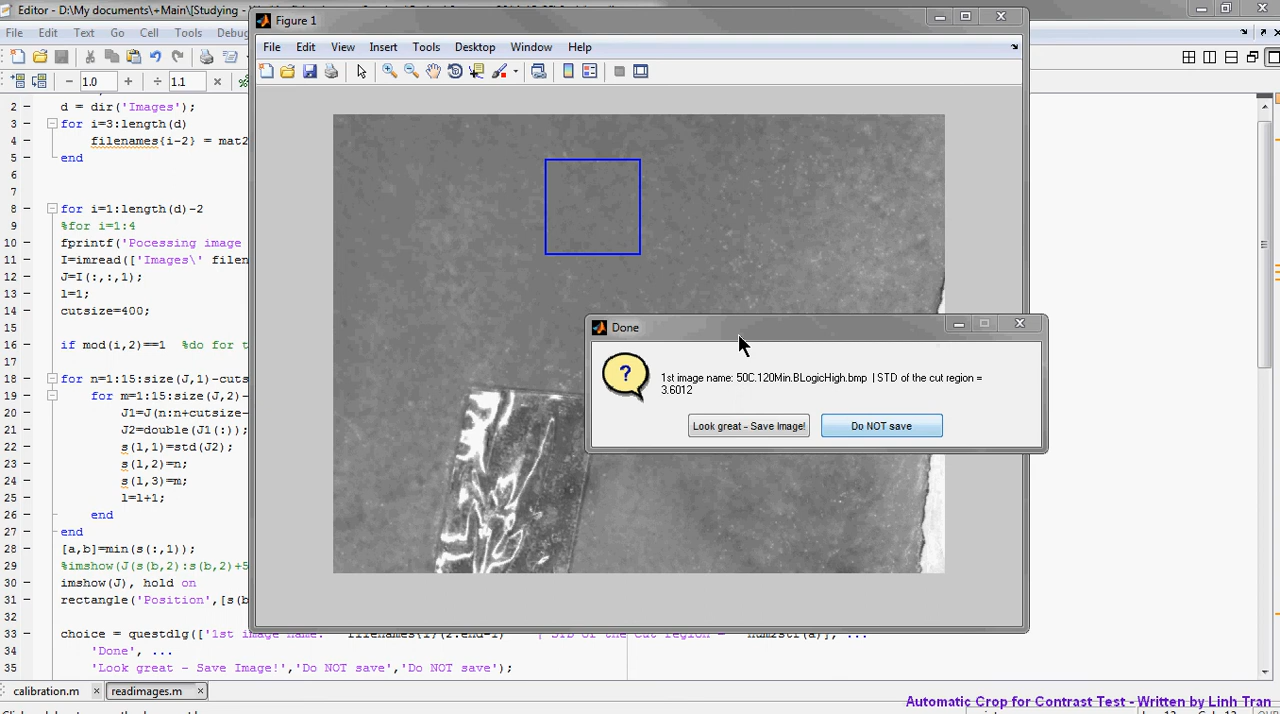 Editor - D:\My documents\+Main\[Studying -
Figure 1
File Edit Text Go Cell Tools Debug
File Edit View Insert Tools Desktop Window Help
1.0 1.1
2 d = dir('Images');
3 for i=3:length(d)
4 filenames{i-2} = mat2
5 end
6
7
8 for i=1:length(d)-2
9 %for i=1:4
10 fprintf('Pocessing image
11 I=imread(['Images\' filen
12 J=I(:,:,1);
13 l=1;
14 cutsize=400;
15
16 if mod(i,2)==1 %do for t
17
18 for n=1:15:size(J,1)-cuts
19 for m=1:15:size(J,2)-
20 J1=J(n:n+cutsize-
21 J2=double(J1(:));
22 s(l,1)=std(J2);
23 s(l,2)=n;
24 s(l,3)=m;
25 l=l+1;
26 end
27 end
28 [a,b]=min(s(:,1));
29 %imshow(J(s(b,2):s(b,2)+5
30 imshow(J), hold on
31 rectangle('Position',[s(b
32
33 choice = questdlg(['1st image name: ' filenames{i}(2:end-1) ' | STD of the cut region = ' num2str(a)], ...
34 'Done', ...
35 'Look great - Save Image!','Do NOT save','Do NOT save');
Done
?
1st image name: 50C.120Min.BLogicHigh.bmp | STD of the cut region =
3.6012
Look great - Save Image!
Do NOT save
calibration.m readimages.m
Automatic Crop for Contrast Test - Written by Linh Tran